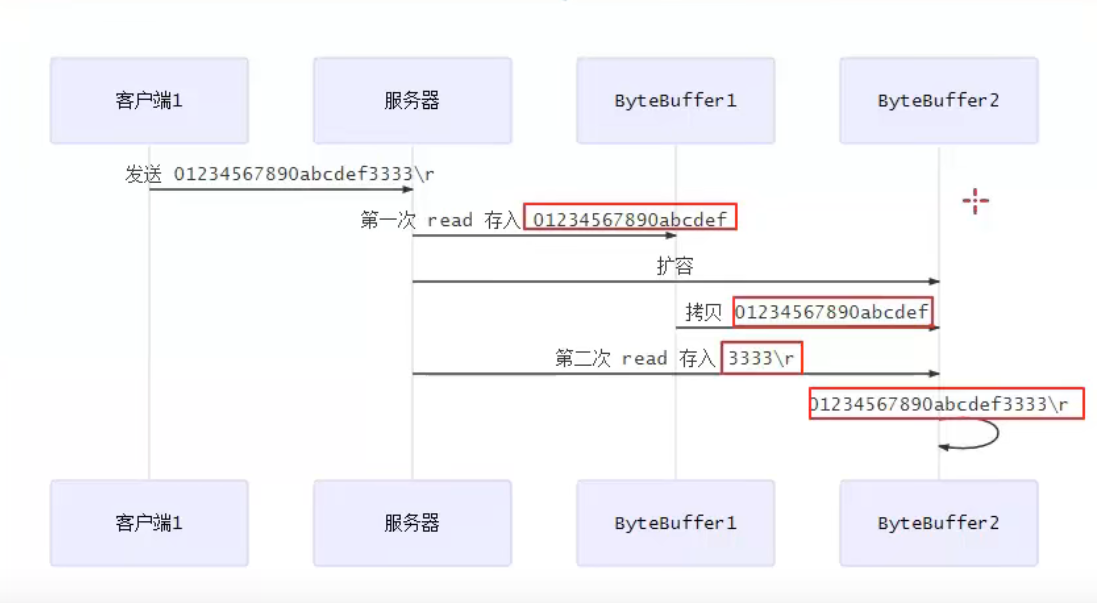 客户端1
服务器
ByteBuffer1
ByteBuffer2
发送 01234567890abcdef3333\r
第一次 read 存入 01234567890abcdef
扩容
拷贝 01234567890abcdef
第二次 read 存入 3333\r
01234567890abcdef3333\r
客户端1
服务器
ByteBuffer1
ByteBuffer2